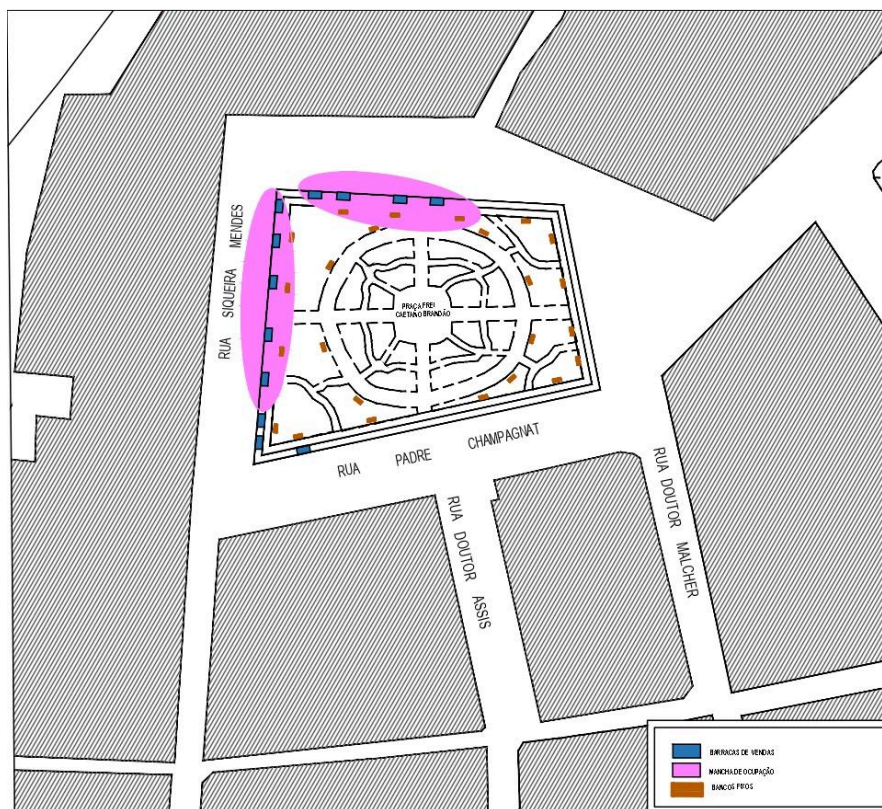 RUA SIQUEIRA MENDES
PRAÇA FREI
CAETANO BRANDÃO
RUA PADRE CHAMPAGNAT
RUA DOUTOR ASSIS
RUA DOUTOR MALCHER
BARRACAS DE VENDAS
MANCHA DE OCUPAÇÃO
BANCOS FIXOS